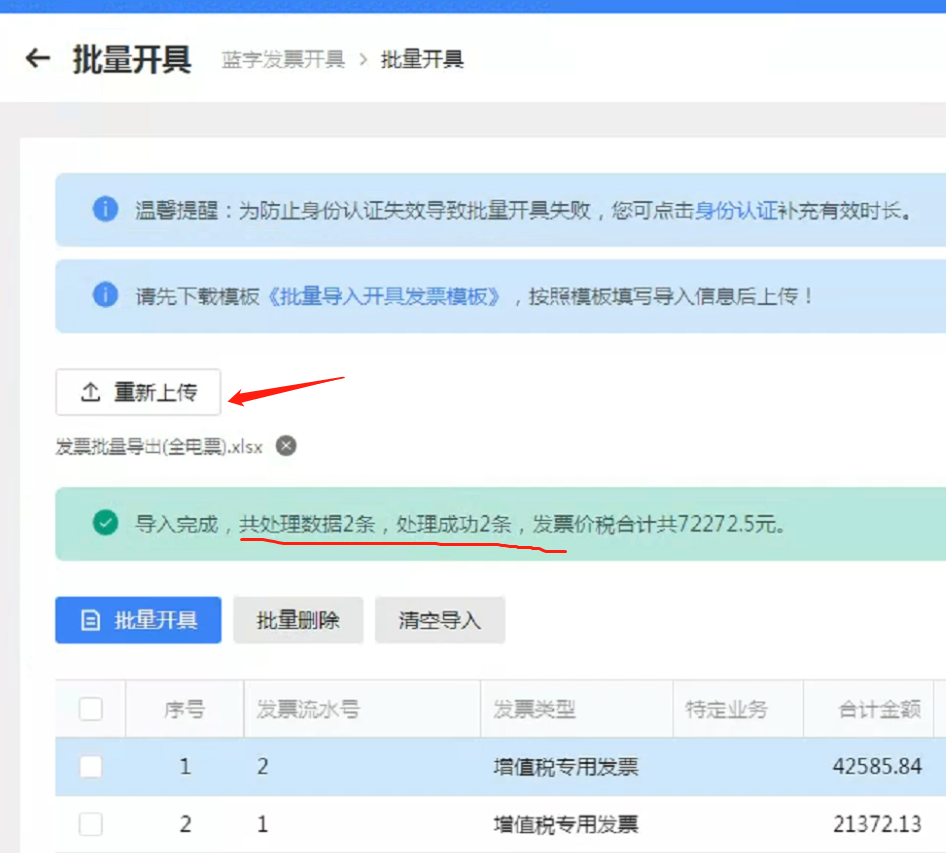 批量开具 蓝字发票开具 > 批量开具
温馨提醒：为防止身份认证失效导致批量开具失败，您可点击身份认证补充有效时长。
请先下载模板《批量导入开具发票模板》，按照模板填写导入信息后上传！
重新上传
发票批量导出(全电票).xlsx
导入完成，共处理数据2条，处理成功2条，发票价税合计共72272.5元。
批量开具 批量删除 清空导入
序号 发票流水号 发票类型 特定业务 合计金额
1 2 增值税专用发票 42585.84
2 1 增值税专用发票 21372.13